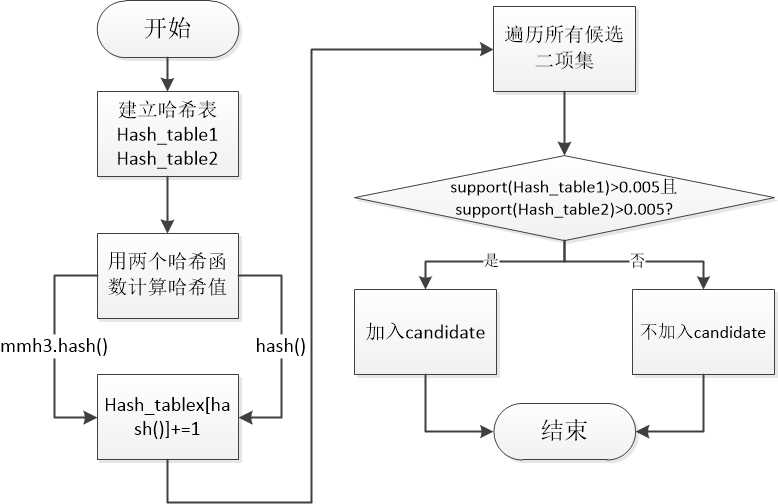 开始
建立哈希表
Hash_table1
Hash_table2
用两个哈希函
数计算哈希值
mmh3.hash()
hash()
Hash_tablex[ha
sh()]+=1
遍历所有候选
二项集
support(Hash_table1)>0.005且
support(Hash_table2)>0.005?
是
否
加入candidate
不加入candidate
结束